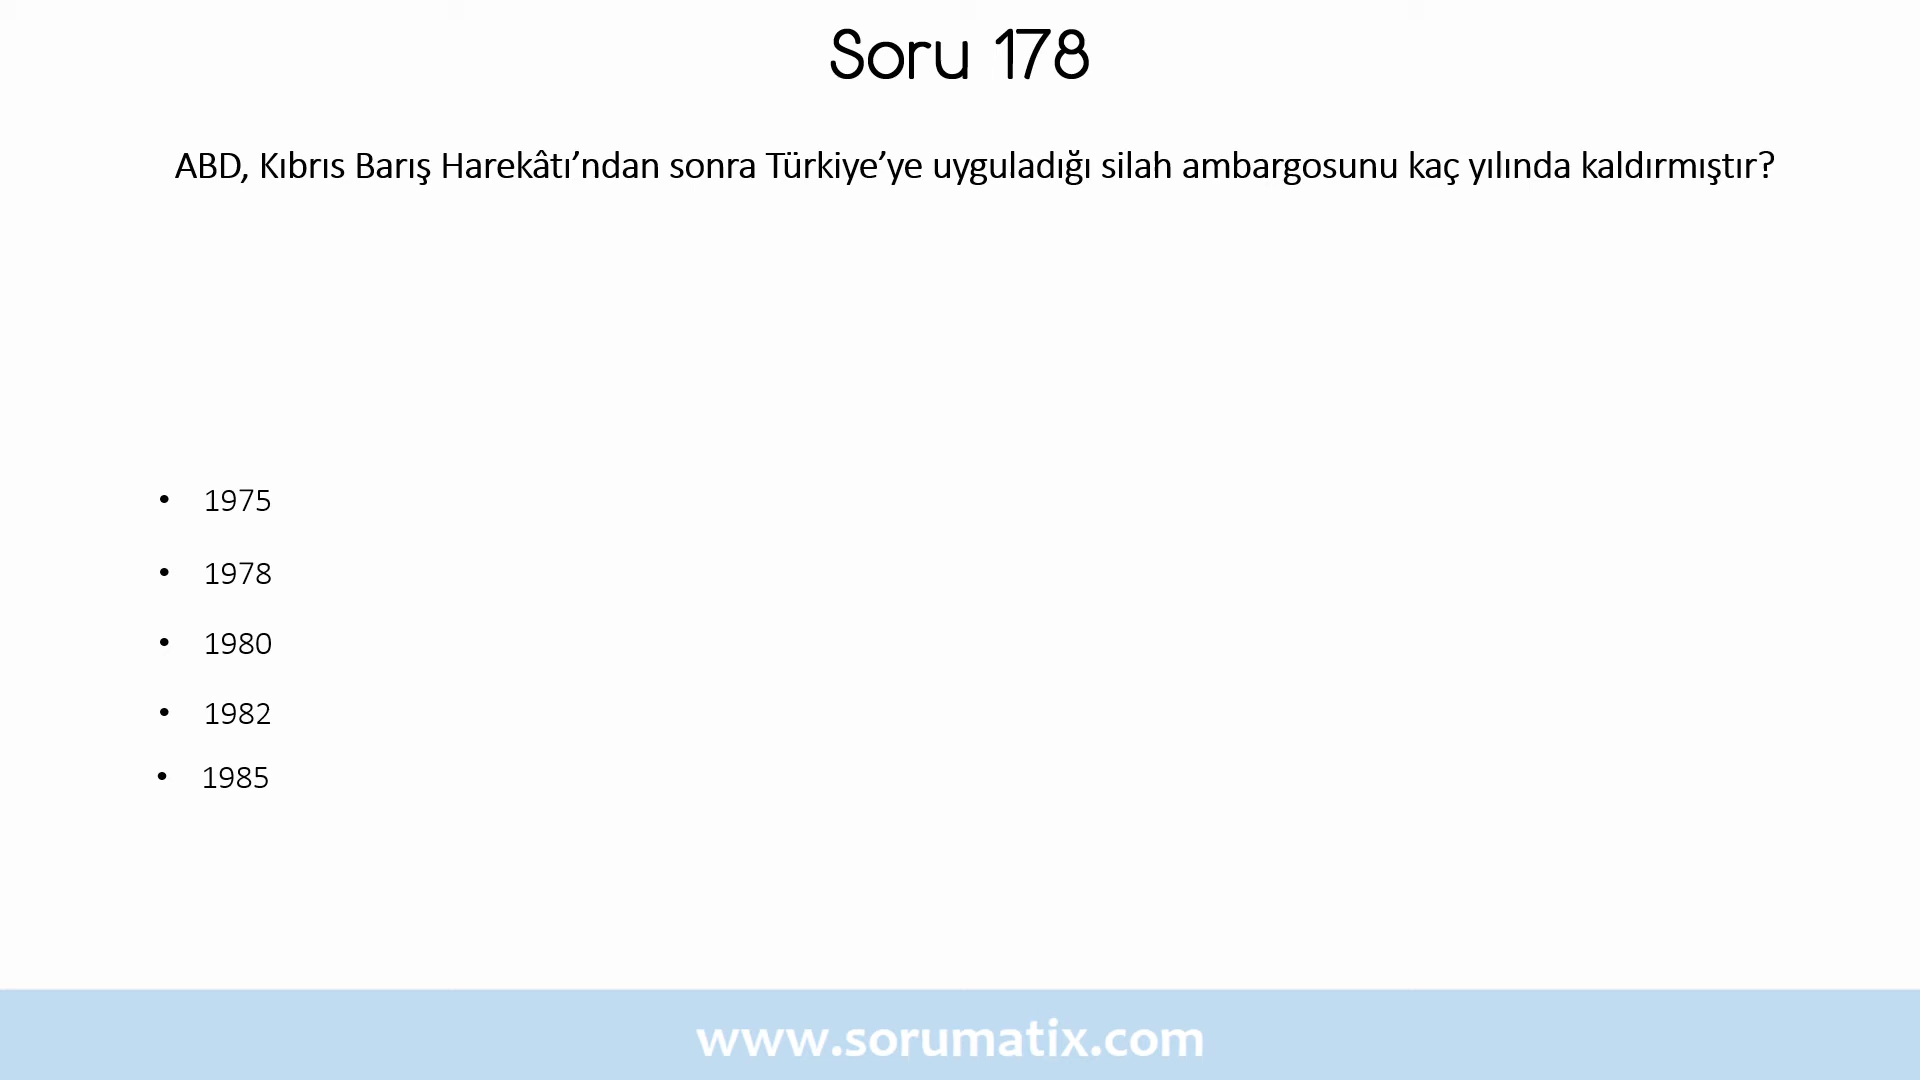 Soru 178
ABD, Kıbrıs Barış Harekâtı’ndan sonra Türkiye’ye uyguladığı silah ambargosunu kaç yılında kaldırmıştır?
• 1975
• 1978
• 1980
• 1982
• 1985
www.sorumatix.com